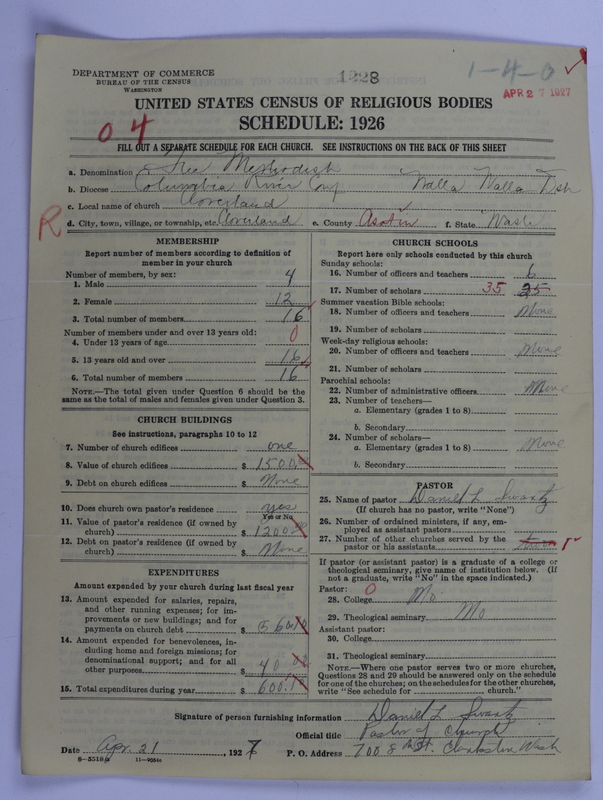 DEPARTMENT OF COMMERCE
BUREAU OF THE CENSUS
WASHINGTON
1228
1-4-0
APR 27 1927
UNITED STATES CENSUS OF RELIGIOUS BODIES
SCHEDULE: 1926
0 4
FILL OUT A SEPARATE SCHEDULE FOR EACH CHURCH. SEE INSTRUCTIONS ON THE BACK OF THIS SHEET
a. Denomination Free Methodist
b. Diocese Columbia River Conf Walla Walla Dist
c. Local name of church Cloverland
R
d. City, town, village, or township, etc. Cloverland e. County Asotin f. State Wash
MEMBERSHIP
Report number of members according to definition of member in your church
Number of members, by sex:
1. Male 4
2. Female 12
3. Total number of members 16
Number of members under and over 13 years old:
4. Under 13 years of age 0
5. 13 years old and over 16
6. Total number of members 16
NOTE.—The total given under Question 6 should be the same as the total of males and females given under Question 3.
CHURCH BUILDINGS
See instructions, paragraphs 10 to 12
7. Number of church edifices one
8. Value of church edifices $ 1500.00
9. Debt on church edifices $ None
10. Does church own pastor's residence? yes
Yes or No
11. Value of pastor's residence (if owned by church) $ 1200.00
12. Debt on pastor's residence (if owned by church) $ None
EXPENDITURES
Amount expended by your church during last fiscal year
13. Amount expended for salaries, repairs, and other running expenses; for improvements or new buildings; and for payments on church debt $ 560
14. Amount expended for benevolences, including home and foreign missions; for denominational support; and for all other purposes $ 40
15. Total expenditures during year $ 600
CHURCH SCHOOLS
Report here only schools conducted by this church
Sunday schools:
16. Number of officers and teachers 6
17. Number of scholars 35 25
Summer vacation Bible schools:
18. Number of officers and teachers None
19. Number of scholars
Week-day religious schools:
20. Number of officers and teachers None
21. Number of scholars
Parochial schools:
22. Number of administrative officers None
23. Number of teachers—
a. Elementary (grades 1 to 8)
b. Secondary
24. Number of scholars—
a. Elementary (grades 1 to 8) None
b. Secondary
PASTOR
25. Name of pastor Daniel L Swartz
(If church has no pastor, write "None")
26. Number of ordained ministers, if any, employed as assistant pastors
27. Number of other churches served by the pastor or his assistants
If pastor (or assistant pastor) is a graduate of a college or theological seminary, give name of institution below. (If not a graduate, write "No" in the space indicated.)
Pastor: 0
28. College No
29. Theological seminary No
Assistant pastor:
30. College
31. Theological seminary
NOTE.—Where one pastor serves two or more churches, Questions 28 and 29 should be answered only on the schedule for one of the churches; on the schedules for the other churches, write "See schedule for church."
Signature of person furnishing information Daniel L Swartz
Official title Pastor of Church
Date Apr. 21 1927 P. O. Address 700 8th St. Clarkston Wash